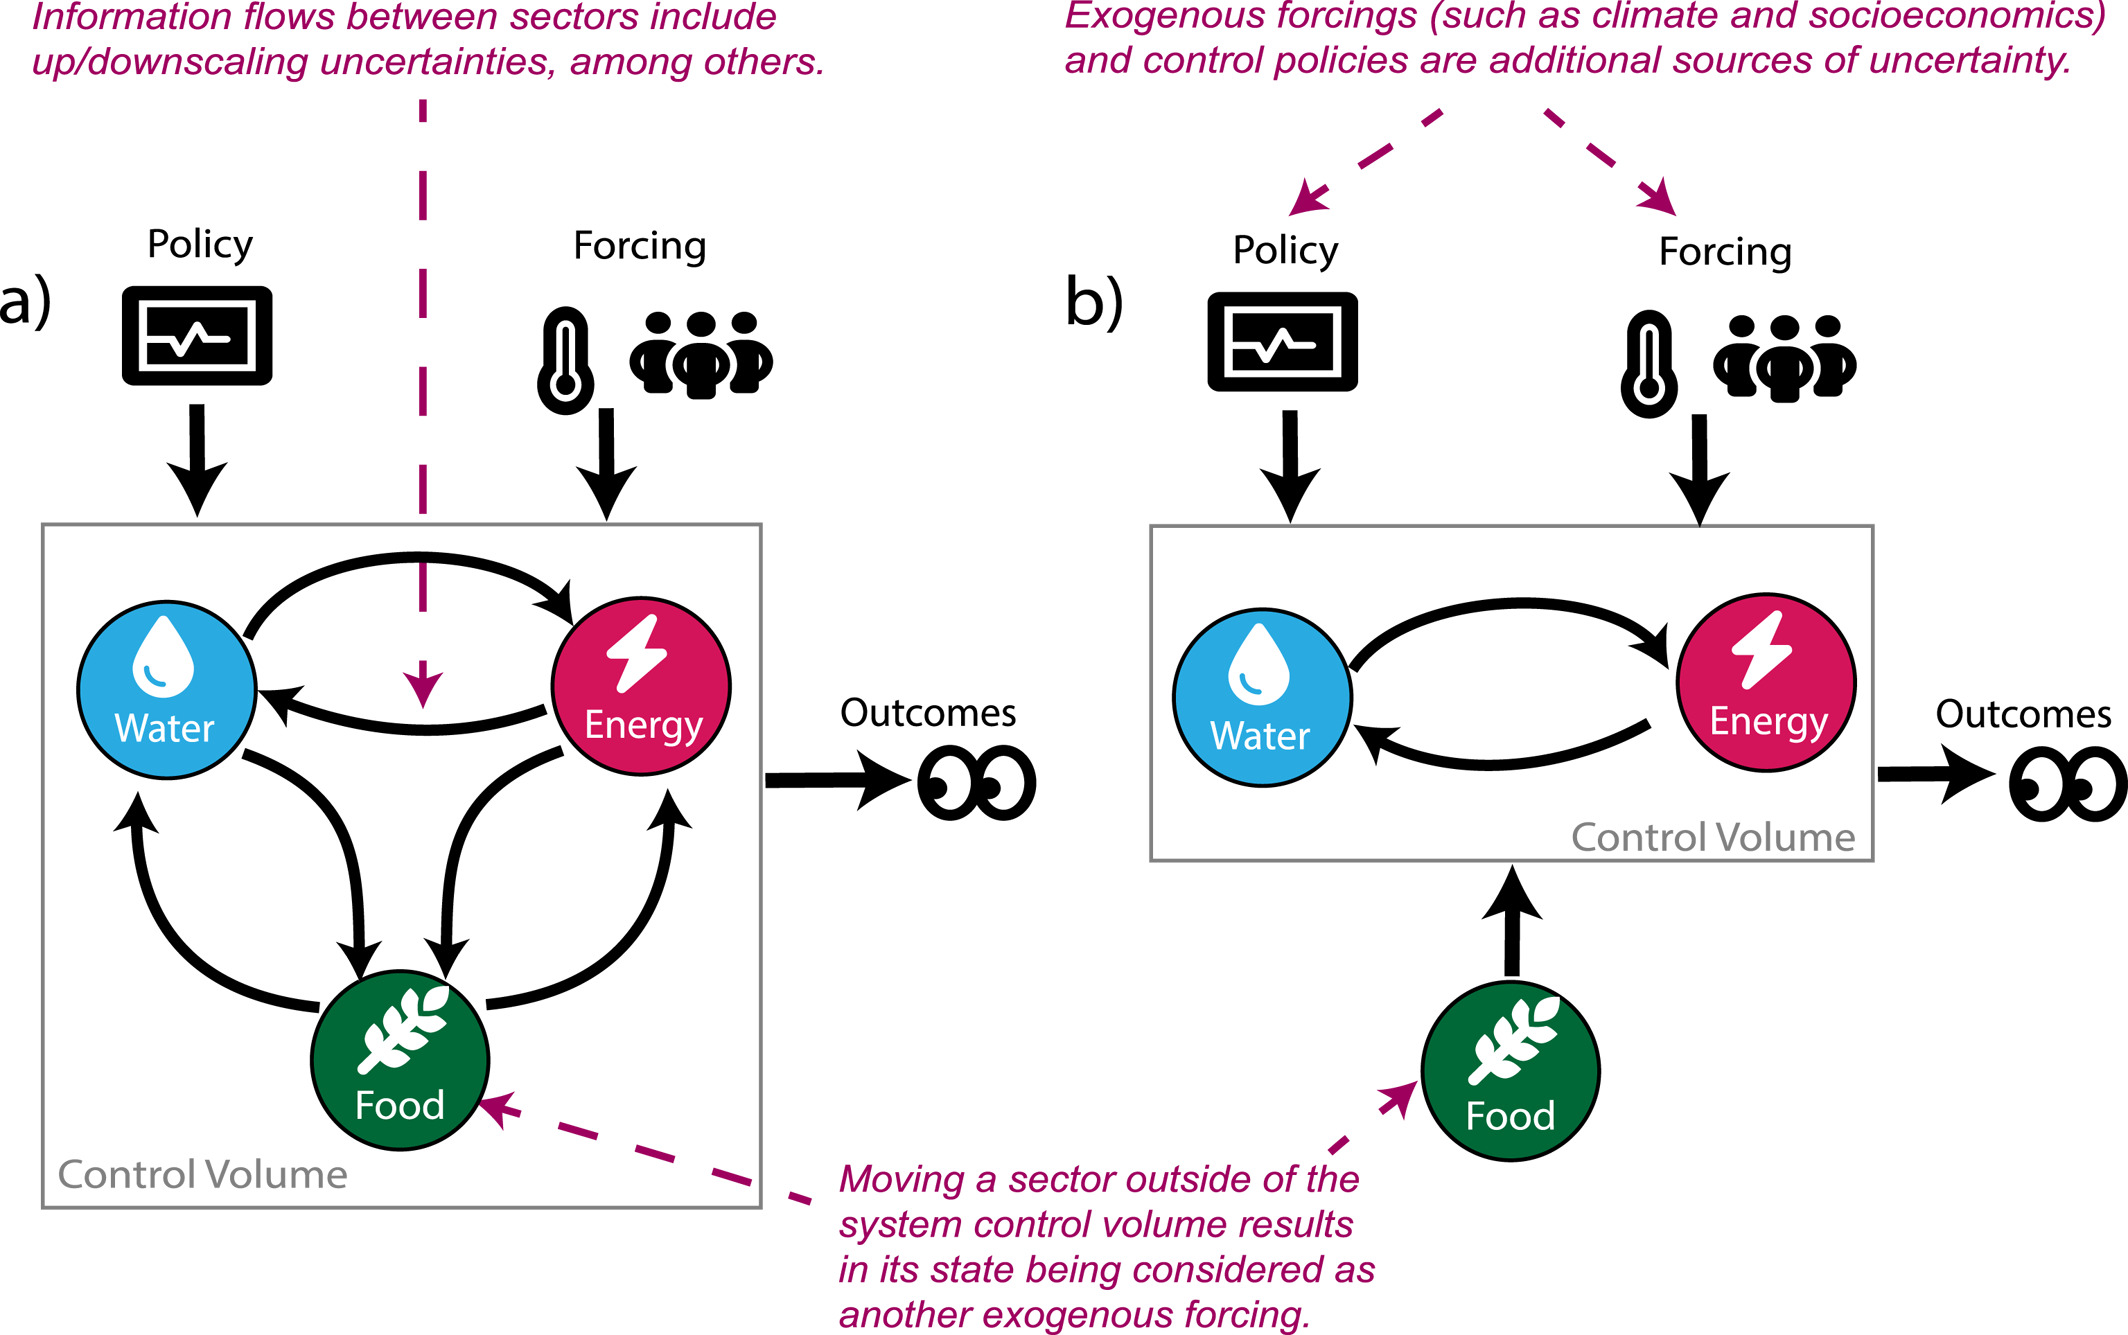 Information flows between sectors include
up/downscaling uncertainties, among others.
Exogenous forcings (such as climate and socioeconomics)
and control policies are additional sources of uncertainty.
a)
Policy
Forcing
Water
Energy
Food
Control Volume
Outcomes
b)
Policy
Forcing
Water
Energy
Control Volume
Outcomes
Food
Moving a sector outside of the
system control volume results
in its state being considered as
another exogenous forcing.